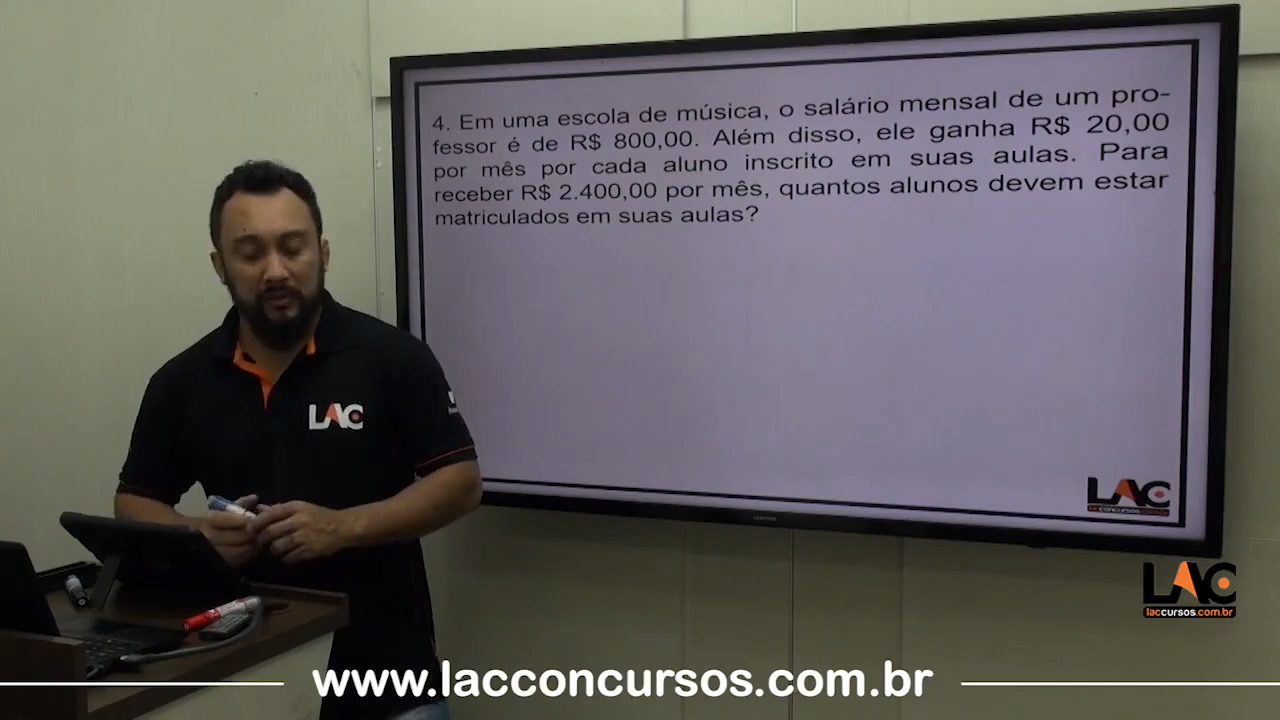 4. Em uma escola de música, o salário mensal de um pro-
fessor é de R$ 800,00. Além disso, ele ganha R$ 20,00
por mês por cada aluno inscrito em suas aulas. Para
receber R$ 2.400,00 por mês, quantos alunos devem estar
matriculados em suas aulas?
LAC
LAC
LAC
laccursos.com.br
www.lacconcursos.com.br